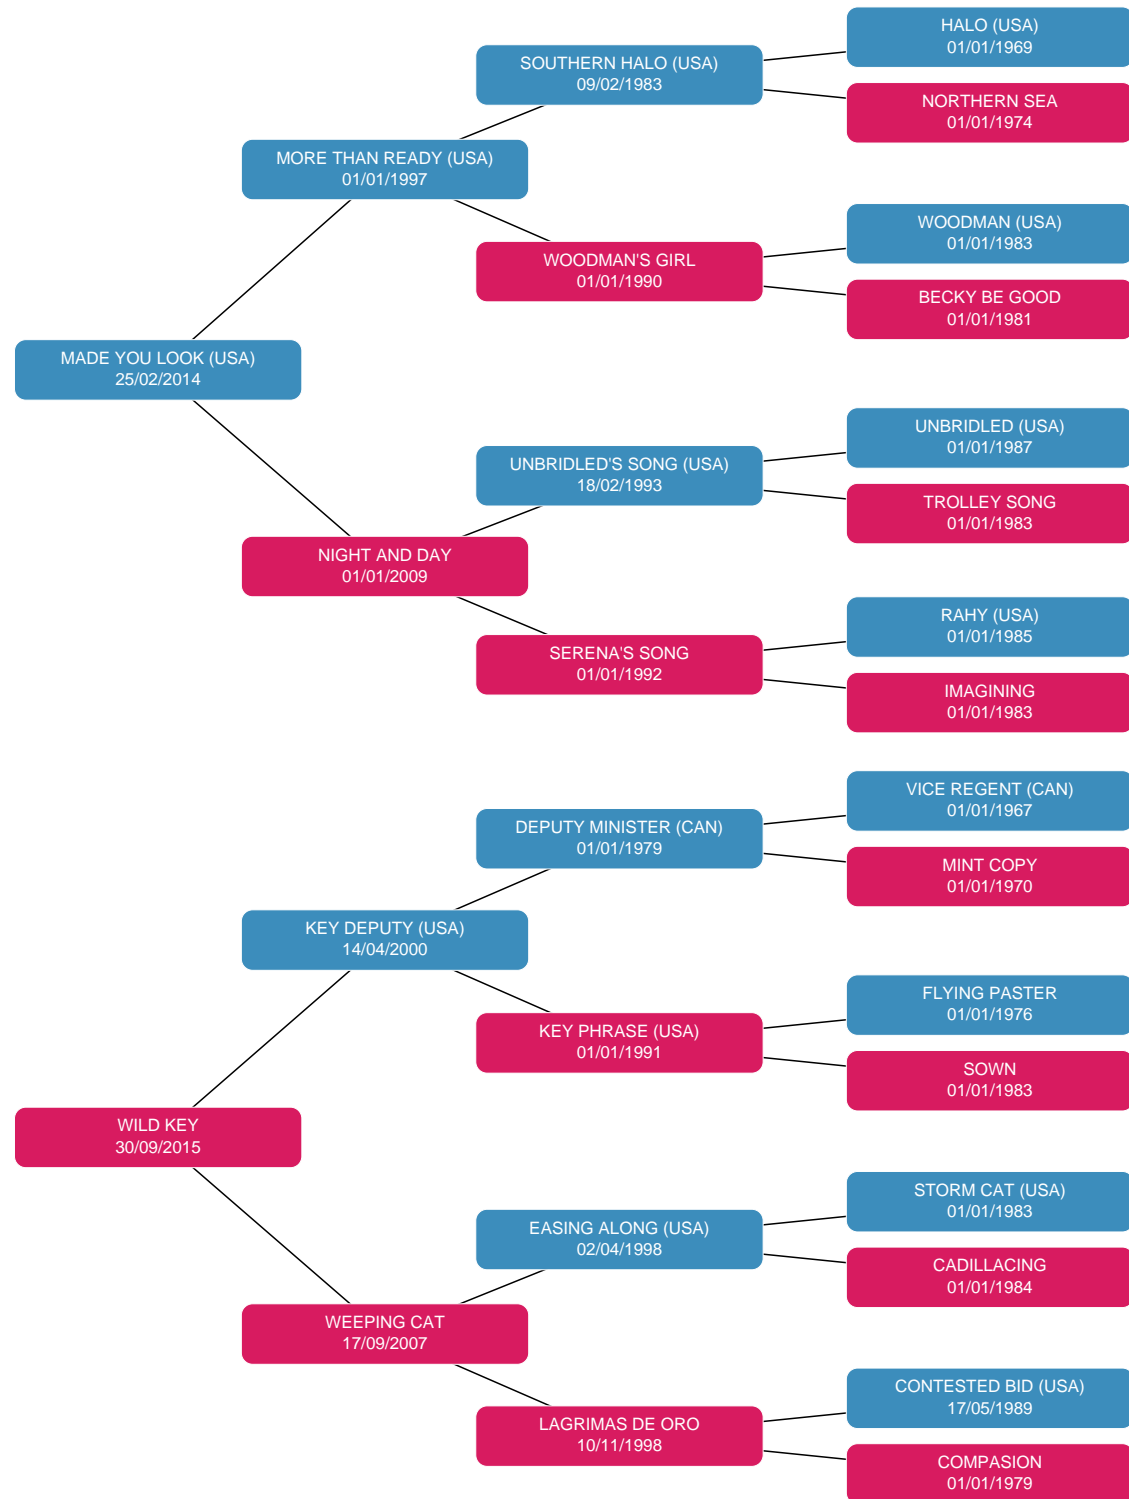 HALO (USA)
01/01/1969
SOUTHERN HALO (USA)
09/02/1983
NORTHERN SEA
01/01/1974
MORE THAN READY (USA)
01/01/1997
WOODMAN (USA)
01/01/1983
WOODMAN'S GIRL
01/01/1990
BECKY BE GOOD
01/01/1981
MADE YOU LOOK (USA)
25/02/2014
UNBRIDLED (USA)
01/01/1987
UNBRIDLED'S SONG (USA)
18/02/1993
TROLLEY SONG
01/01/1983
NIGHT AND DAY
01/01/2009
RAHY (USA)
01/01/1985
SERENA'S SONG
01/01/1992
IMAGINING
01/01/1983
VICE REGENT (CAN)
01/01/1967
DEPUTY MINISTER (CAN)
01/01/1979
MINT COPY
01/01/1970
KEY DEPUTY (USA)
14/04/2000
FLYING PASTER
01/01/1976
KEY PHRASE (USA)
01/01/1991
SOWN
01/01/1983
WILD KEY
30/09/2015
STORM CAT (USA)
01/01/1983
EASING ALONG (USA)
02/04/1998
CADILLACING
01/01/1984
WEEPING CAT
17/09/2007
CONTESTED BID (USA)
17/05/1989
LAGRIMAS DE ORO
10/11/1998
COMPASION
01/01/1979